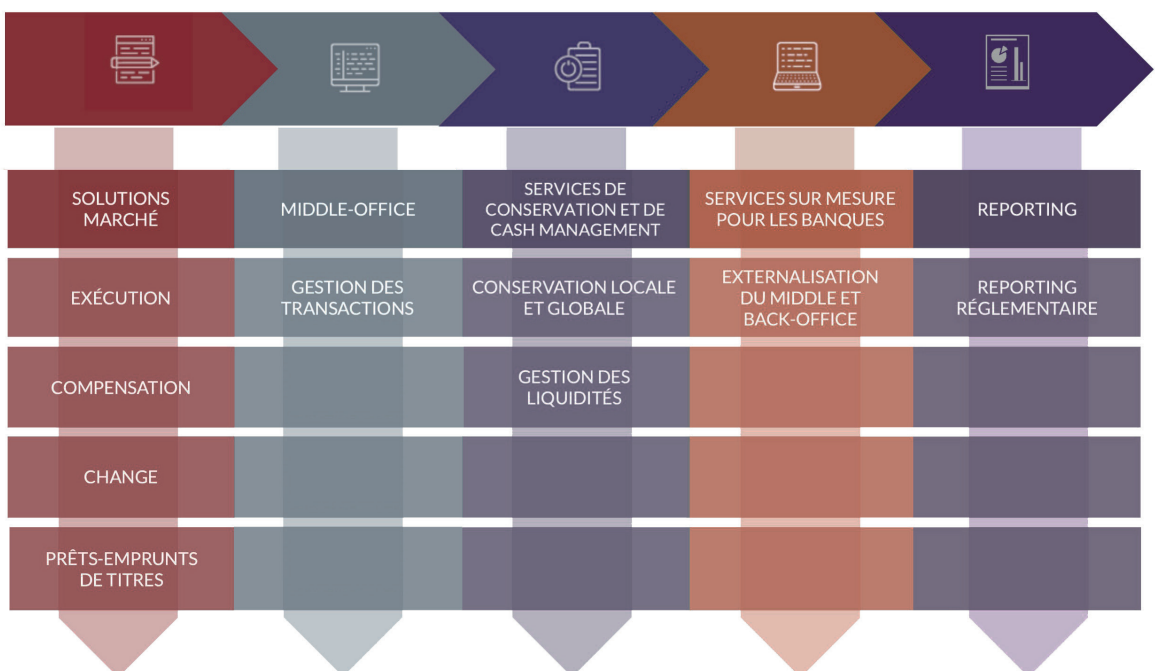 SOLUTIONS
MARCHÉ
MIDDLE-OFFICE
SERVICES DE
CONSERVATION ET DE
CASH MANAGEMENT
SERVICES SUR MESURE
POUR LES BANQUES
REPORTING
EXÉCUTION
GESTION DES
TRANSACTIONS
CONSERVATION LOCALE
ET GLOBALE
EXTERNALISATION
DU MIDDLE ET
BACK-OFFICE
REPORTING
RÉGLEMENTAIRE
COMPENSATION
GESTION DES
LIQUIDITÉS
CHANGE
PRÊTS-EMPRUNTS
DE TITRES